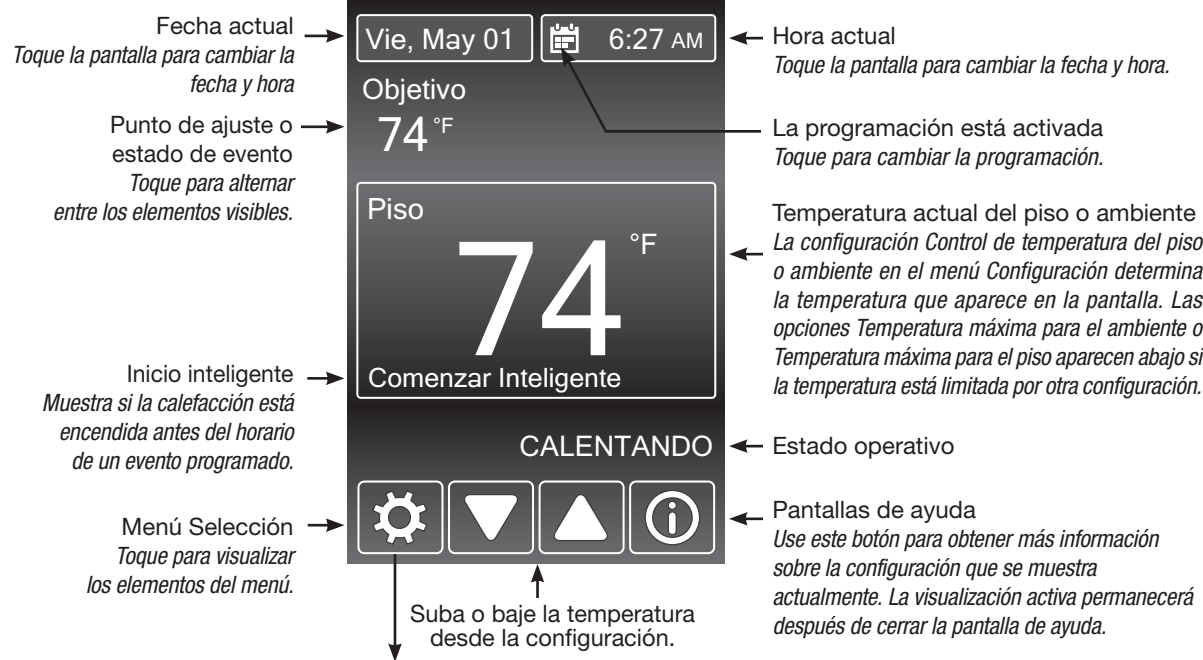 Fecha actual
Toque la pantalla para cambiar la
fecha y hora
Punto de ajuste o
estado de evento
Toque para alternar
entre los elementos visibles.
Inicio inteligente
Muestra si la calefacción está
encendida antes del horario
de un evento programado.
Menú Selección
Toque para visualizar
los elementos del menú.
Vie, May 01
6:27 AM
Objetivo
74 °F
Piso
74 °F
Comenzar Inteligente
CALENTANDO
Suba o baje la temperatura
desde la configuración.
Hora actual
Toque la pantalla para cambiar la fecha y hora.
La programación está activada
Toque para cambiar la programación.
Temperatura actual del piso o ambiente
La configuración Control de temperatura del piso
o ambiente en el menú Configuración determina
la temperatura que aparece en la pantalla. Las
opciones Temperatura máxima para el ambiente o
Temperatura máxima para el piso aparecen abajo si
la temperatura está limitada por otra configuración.
Estado operativo
Pantallas de ayuda
Use este botón para obtener más información
sobre la configuración que se muestra
actualmente. La visualización activa permanecerá
después de cerrar la pantalla de ayuda.